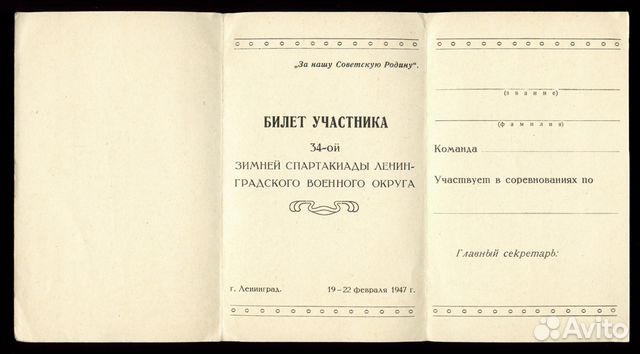 „За нашу Советскую Родину“.
БИЛЕТ УЧАСТНИКА
34-ой
ЗИМНЕЙ СПАРТАКИАДЫ ЛЕНИН-
ГРАДСКОГО ВОЕННОГО ОКРУГА
г. Ленинград. 19–22 февраля 1947 г.
(звание)
(фамилия)
Команда
Участвует в соревнованиях по
Главный секретарь:
Avito